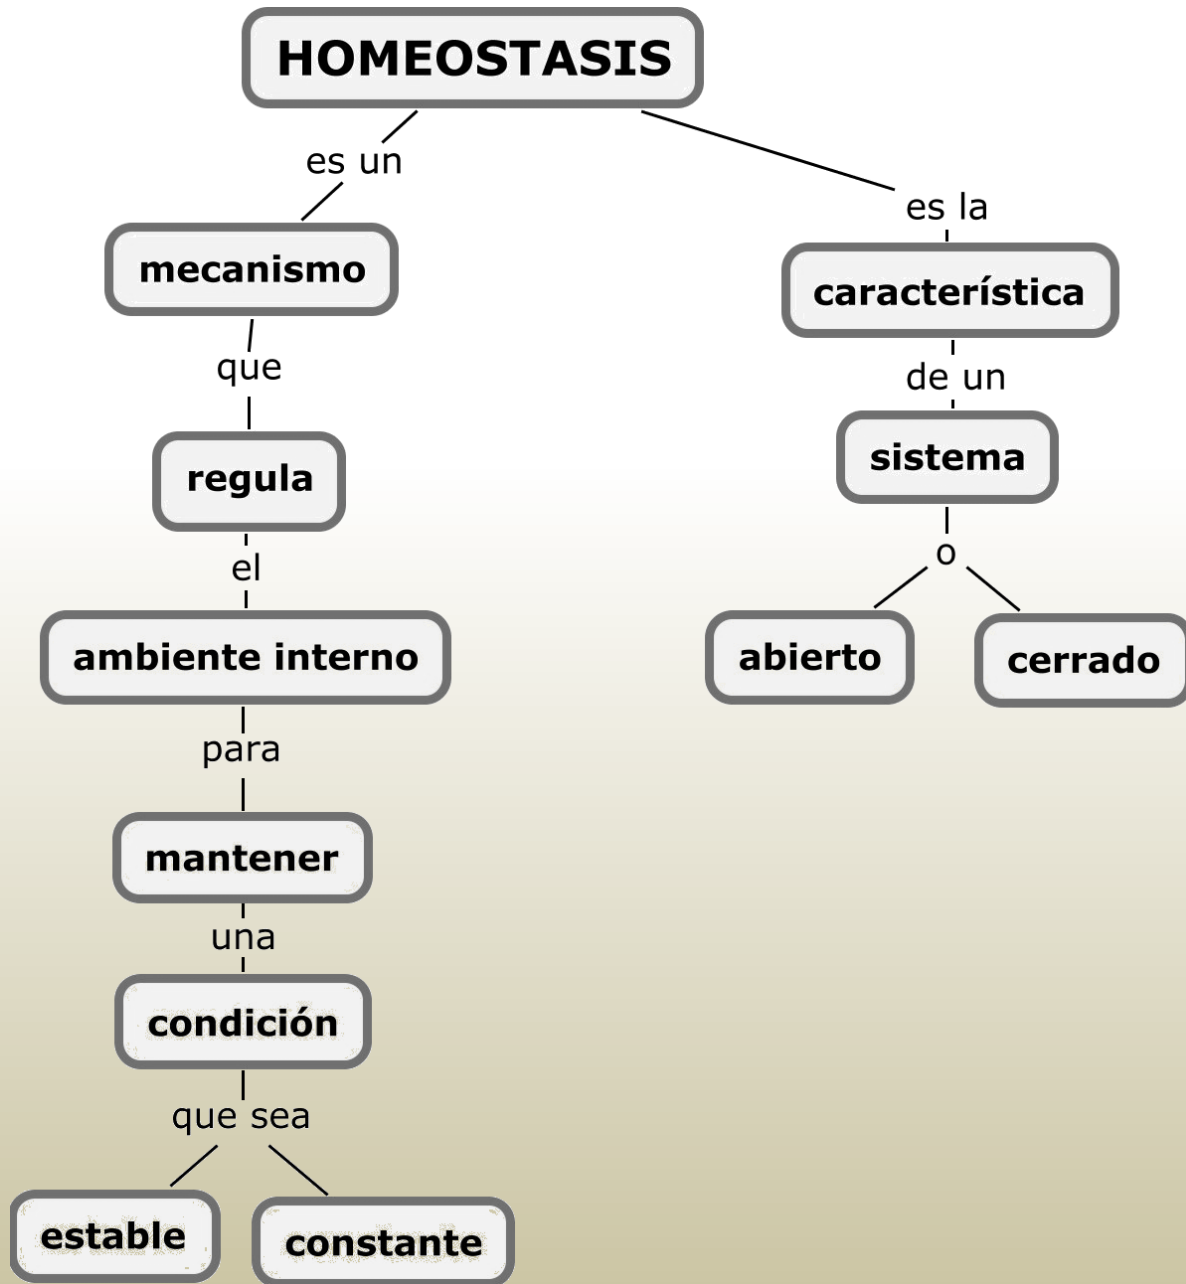 HOMEOSTASIS
es un
es la
mecanismo
característica
que
de un
regula
sistema
el
o
ambiente interno
abierto
cerrado
para
mantener
una
condición
que sea
estable
constante